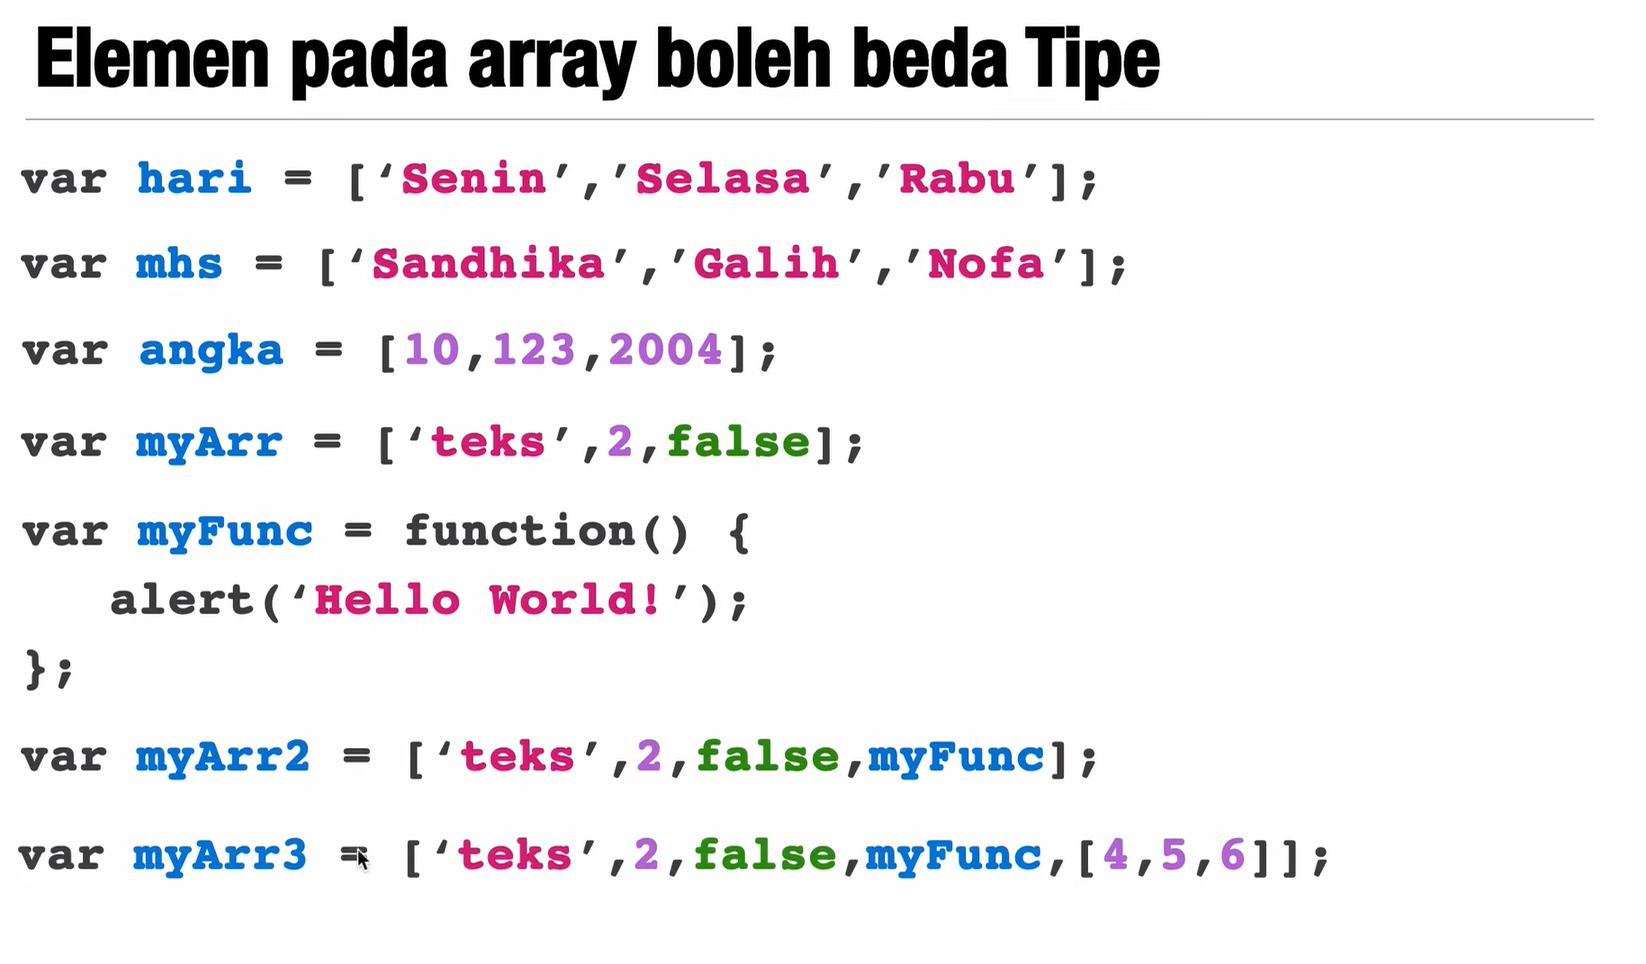 Elemen pada array boleh beda Tipe
var hari = [‘Senin’,’Selasa’,’Rabu’];
var mhs = [‘Sandhika’,’Galih’,’Nofa’];
var angka = [10,123,2004];
var myArr = [‘teks’,2,false];
var myFunc = function() {
alert(‘Hello World!’);
};
var myArr2 = [‘teks’,2,false,myFunc];
var myArr3 = [‘teks’,2,false,myFunc,[4,5,6]];